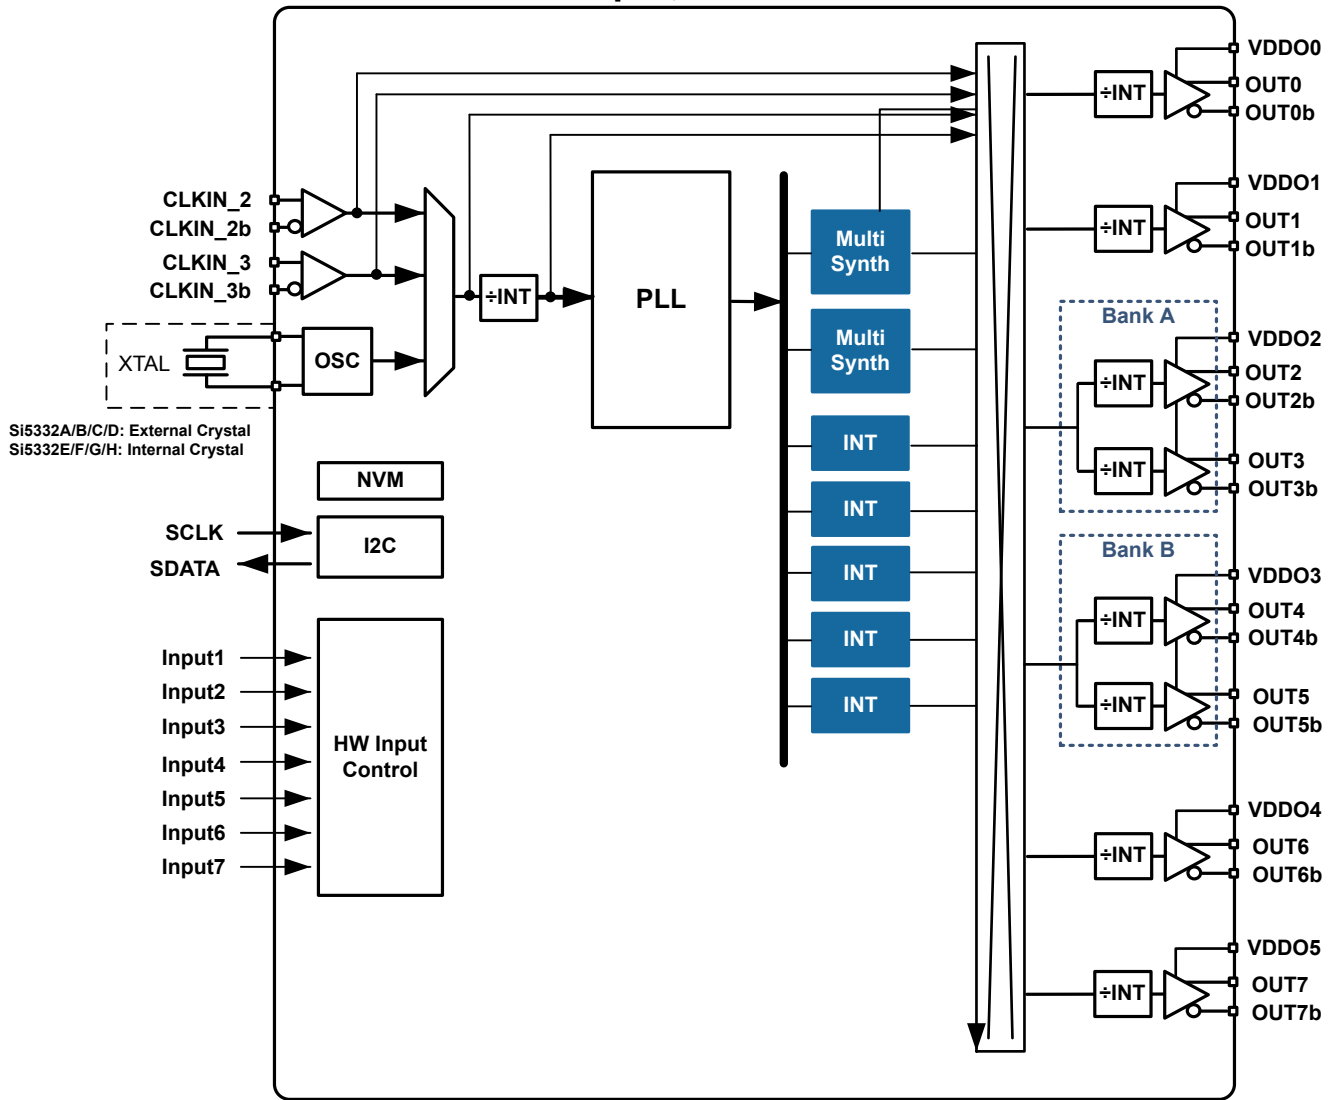 VDDO0
OUT0
÷INT
OUT0b
VDDO1
CLKIN_2
OUT1
÷INT
CLKIN_2b
OUT1b
Multi
Synth
CLKIN_3
CLKIN_3b
÷INT
PLL
Bank A
VDDO2
Multi
Synth
XTAL
OSC
OUT2
÷INT
OUT2b
Si5332A/B/C/D: External Crystal
Si5332E/F/G/H: Internal Crystal
INT
OUT3
÷INT
OUT3b
NVM
INT
SCLK
I2C
SDATA
Bank B
INT
VDDO3
OUT4
÷INT
OUT4b
INT
Input1
Input2
INT
OUT5
÷INT
OUT5b
Input3
HW Input
Control
Input4
Input5
Input6
Input7
VDDO4
OUT6
÷INT
OUT6b
VDDO5
OUT7
÷INT
OUT7b